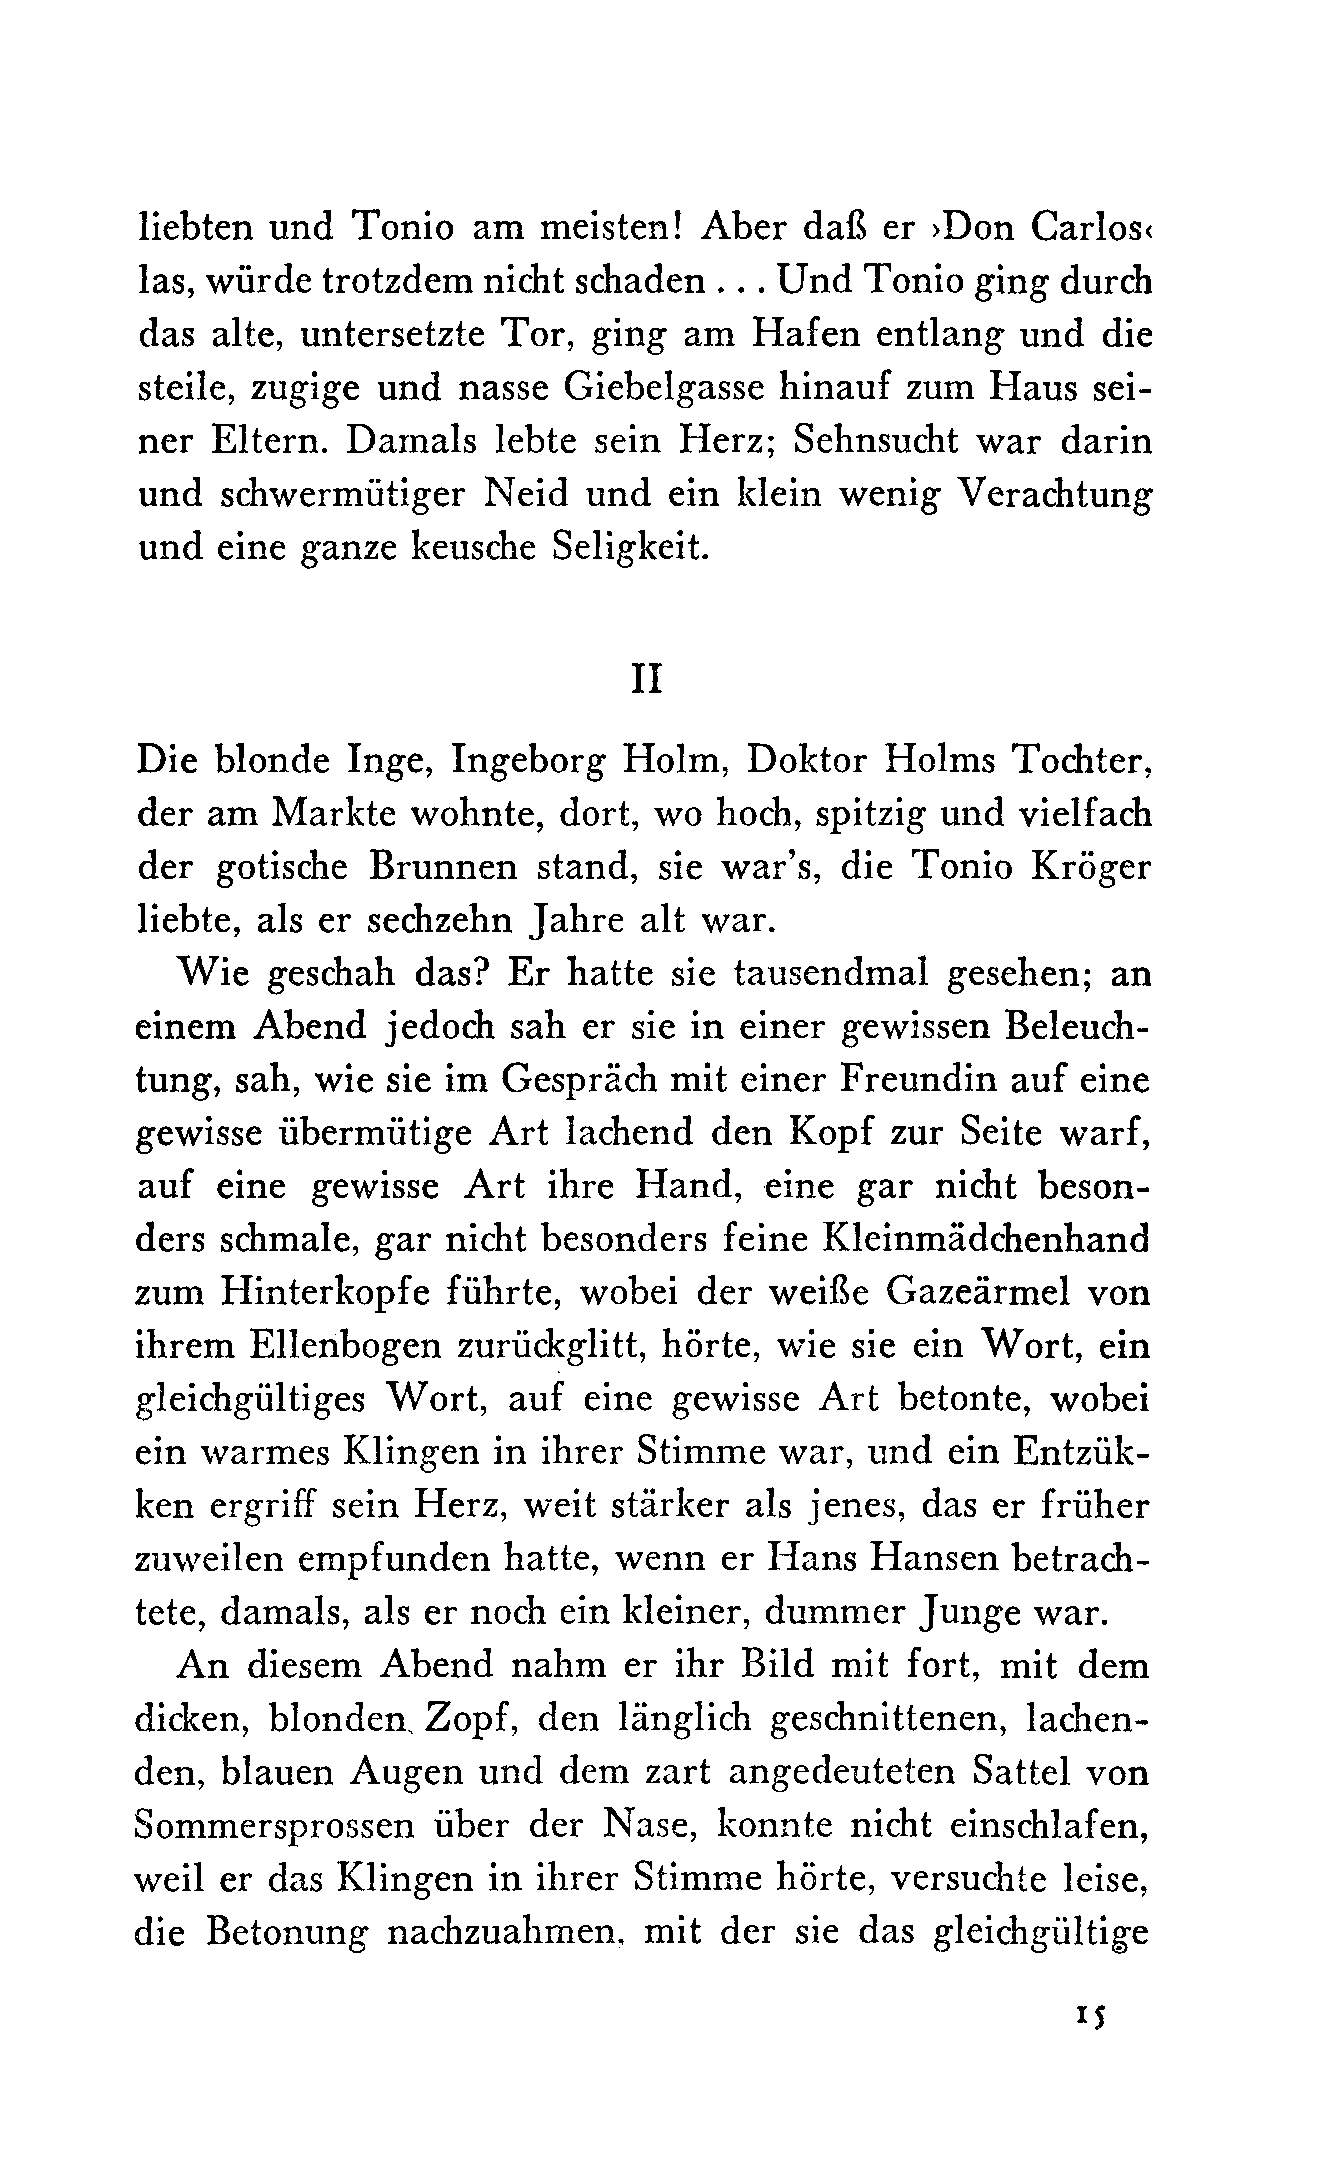 liebten und Tonio am meisten! Aber daß er ›Don Carlos‹
las, würde trotzdem nicht schaden . . . Und Tonio ging durch
das alte, untersetzte Tor, ging am Hafen entlang und die
steile, zugige und nasse Giebelgasse hinauf zum Haus sei-
ner Eltern. Damals lebte sein Herz; Sehnsucht war darin
und schwermütiger Neid und ein klein wenig Verachtung
und eine ganze keusche Seligkeit.
II
Die blonde Inge, Ingeborg Holm, Doktor Holms Tochter,
der am Markte wohnte, dort, wo hoch, spitzig und vielfach
der gotische Brunnen stand, sie war's, die Tonio Kröger
liebte, als er sechzehn Jahre alt war.
Wie geschah das? Er hatte sie tausendmal gesehen; an
einem Abend jedoch sah er sie in einer gewissen Beleuch-
tung, sah, wie sie im Gespräch mit einer Freundin auf eine
gewisse übermütige Art lachend den Kopf zur Seite warf,
auf eine gewisse Art ihre Hand, eine gar nicht beson-
ders schmale, gar nicht besonders feine Kleinmädchenhand
zum Hinterkopfe führte, wobei der weiße Gazeärmel von
ihrem Ellenbogen zurückglitt, hörte, wie sie ein Wort, ein
gleichgültiges Wort, auf eine gewisse Art betonte, wobei
ein warmes Klingen in ihrer Stimme war, und ein Entzük-
ken ergriff sein Herz, weit stärker als jenes, das er früher
zuweilen empfunden hatte, wenn er Hans Hansen betrach-
tete, damals, als er noch ein kleiner, dummer Junge war.
An diesem Abend nahm er ihr Bild mit fort, mit dem
dicken, blonden Zopf, den länglich geschnittenen, lachen-
den, blauen Augen und dem zart angedeuteten Sattel von
Sommersprossen über der Nase, konnte nicht einschlafen,
weil er das Klingen in ihrer Stimme hörte, versuchte leise,
die Betonung nachzuahmen, mit der sie das gleichgültige
15